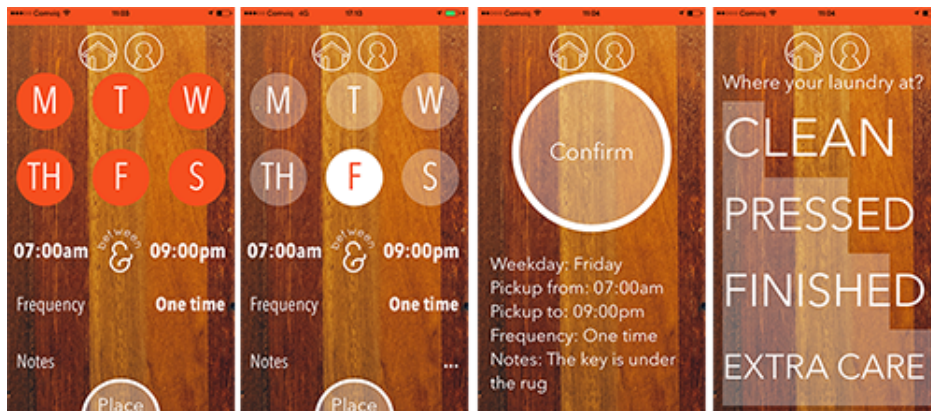 Comviq 11:03
M T W
TH F S
07:00am between & 09:00pm
Frequency One time
Notes
Place
Comviq 4G 17:13
M T W
TH F S
07:00am between & 09:00pm
Frequency One time
Notes ...
Place
Comviq 11:04
Confirm
Weekday: Friday
Pickup from: 07:00am
Pickup to: 09:00pm
Frequency: One time
Notes: The key is under
the rug
Comviq 11:04
Where your laundry at?
CLEAN
PRESSED
FINISHED
EXTRA CARE